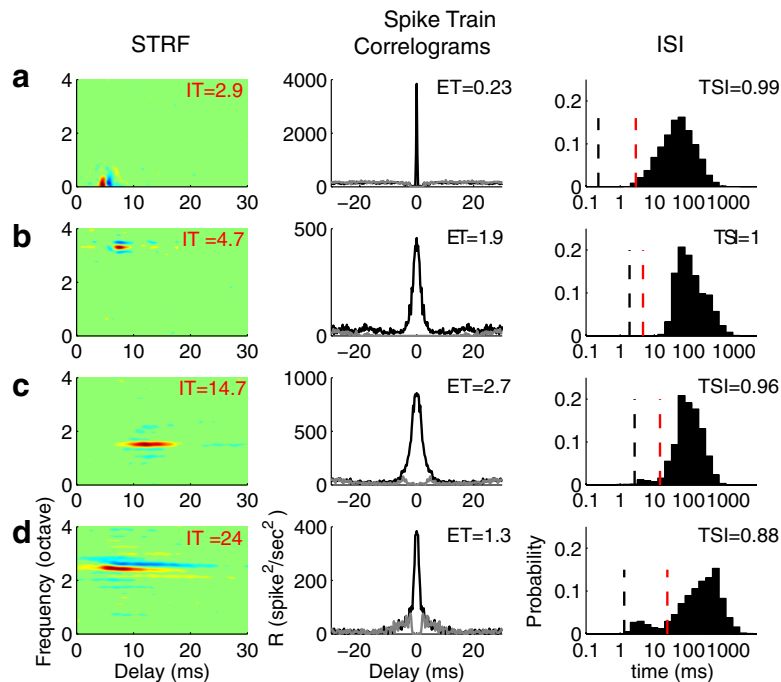 STRF
Spike Train
Correlograms
ISI
a
4
2
0
0 10 20 30
IT=2.9
4000
2000
0
−20 0 20
ET=0.23
0.2
0.1
0
0.1 1 10 100 1000
TSI=0.99
b
4
2
0
0 10 20 30
IT =4.7
500
0
−20 0 20
ET=1.9
0.2
0.1
0
0.1 1 10 100 1000
TSI=1
c
4
2
0
0 10 20 30
IT=14.7
1000
500
0
−20 0 20
ET=2.7
0.2
0.1
0
0.1 1 10 100 1000
TSI=0.96
d
Frequency (octave)
4
2
0
0 10 20 30
Delay (ms)
IT =24
R (spike²/sec²)
400
200
0
−20 0 20
Delay (ms)
ET=1.3
Probability
0.2
0.1
0
0.1 1 10 100 1000
time (ms)
TSI=0.88